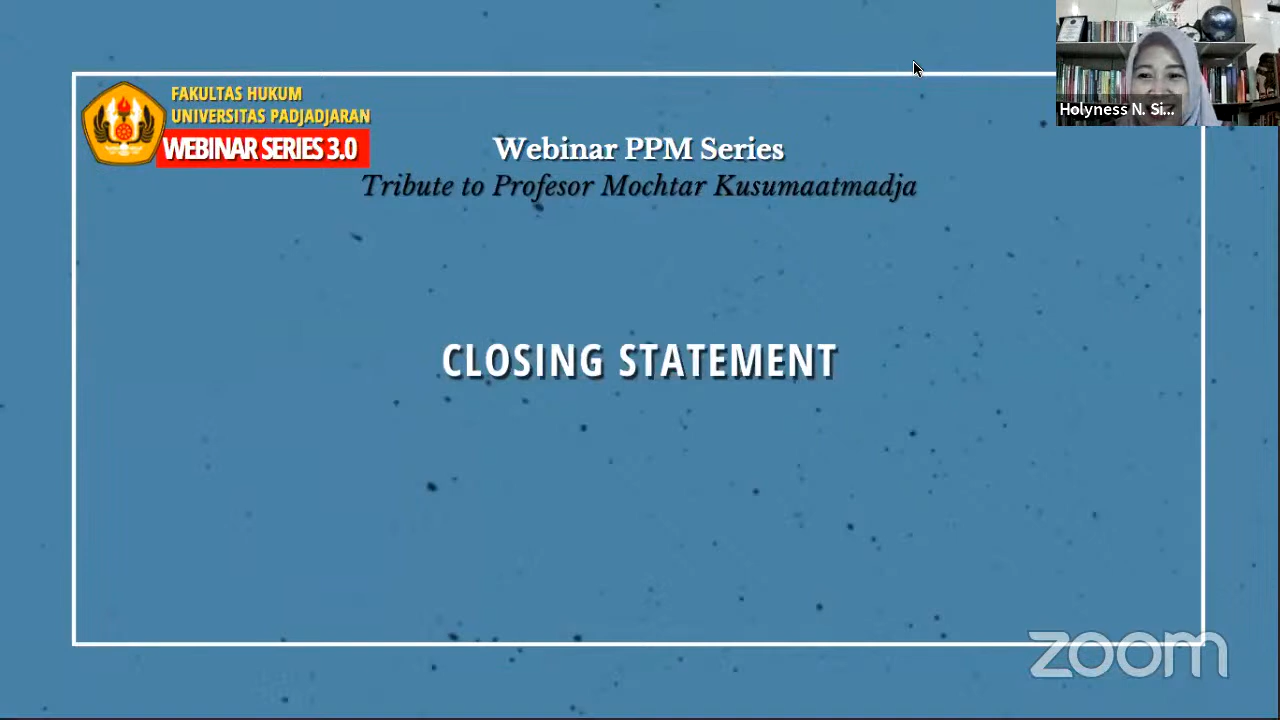 FAKULTAS HUKUM
UNIVERSITAS PADJADJARAN
WEBINAR SERIES 3.0
Webinar PPM Series
Tribute to Profesor Mochtar Kusumaatmadja
CLOSING STATEMENT
Holyness N. Si...
zoom